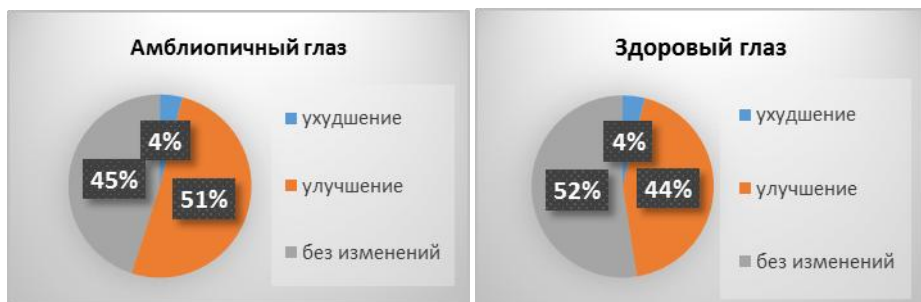 Амблиопичный глаз
ухудшение
4%
45%
51%
улучшение
без изменений
Здоровый глаз
ухудшение
4%
52%
44%
улучшение
без изменений